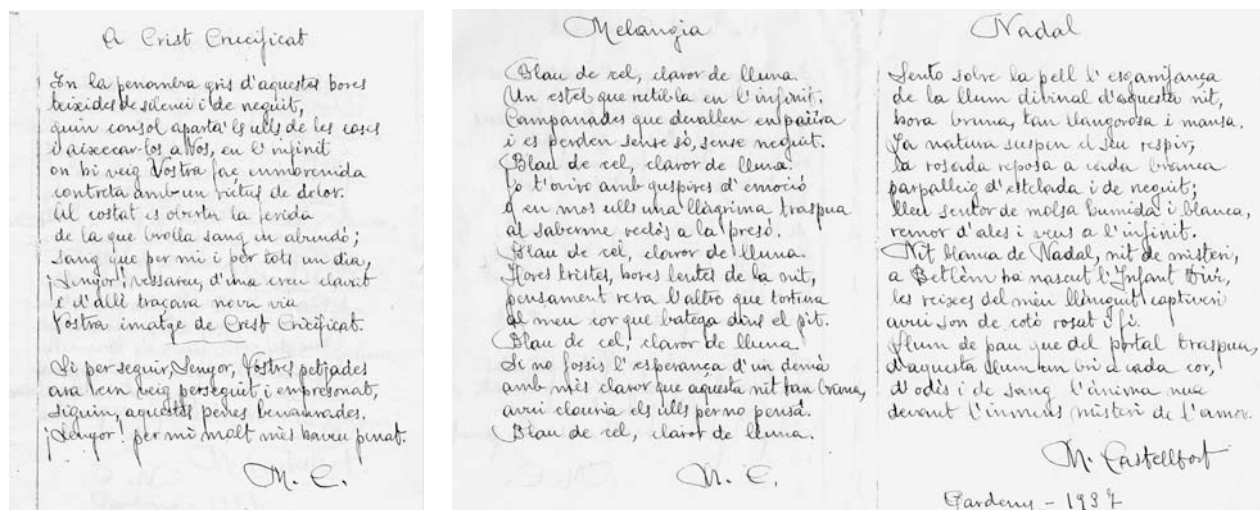 A Crist Crucificat
En la penombra gris d'aquestes hores
teixides de silenci i de neguit,
quin consol apartà'ls ulls de les coses
i aixecar-los a Vos, en l'infinit
on hi veig Vostra faç enmorenida
contreta amb un rictus de dolor.
Al costat es oberta la ferida
de la que brolla sang en abundó;
sang que per mi i per tots un dia,
¡Senyor! vessareu, d'una creu clavat
i d'allí traçara nova via
Vostra imatge de Crist Crucificat.
Si per seguir, Senyor, Vostres petjades
ara em veig perseguit i empresonat,
siguin, aquestes penes benaurades.
¡Senyor! per mi molt més haveu penat.
M. C.
Melangia
Blau de cel, claror de lluna.
Un estel que rutibla en l'infinit.
Campanades que devallen en
i es perden sense só, sense neguit.
Blau de cel, claror de lluna.
Jo t'oviro amb guspires d'emoció
i en mos ulls una llàgrima traspua
al saberme reclòs a la presó.
Blau de cel, claror de lluna.
Hores tristes, hores lentes de la nit,
pensament rera l'altre que tortura
al meu cor que batega dins el pit.
Blau de cel, claror de lluna.
Si no fossis l'esperança d'un demà
amb més claror que aquesta nit tan bruna,
avui clouria els ulls per no pensà.
Blau de cel, claror de lluna.
M. C.
Nadal
Sento sobre la pell l'esgarrifança
de la llum divinal d'aquesta nit,
hora bruna, tan llangorosa i mansa.
La natura suspen el seu respir,
la rosada reposa a cada branca
parpalleig d'estelada i de neguit;
lleu sentor de molsa humida i blanca,
remor d'ales i veus a l'infinit.
Nit blanca de Nadal, nit de misteri,
a Betlèm ha nascut l'Infant Diví,
les reixes del meu llunguit captiveri
avui son de cotó rosat i fi.
Llum de pau que del portal traspua,
d'aquesta llum un bri a cada cor,
d'odis i de sang l'ànima nua
devant l'inmens misteri de l'amor.
M. Castellfort
Gardeny - 1937